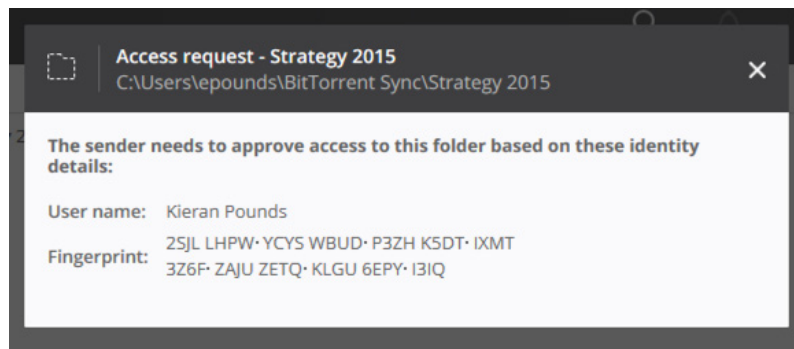 Access request - Strategy 2015
C:\Users\epounds\BitTorrent Sync\Strategy 2015
The sender needs to approve access to this folder based on these identity
details:
User name: Kieran Pounds
Fingerprint: 2SJL LHPW· YCYS WBUD· P3ZH K5DT· IXMT
3Z6F· ZAJU ZETQ· KLGU 6EPY· I3IQ